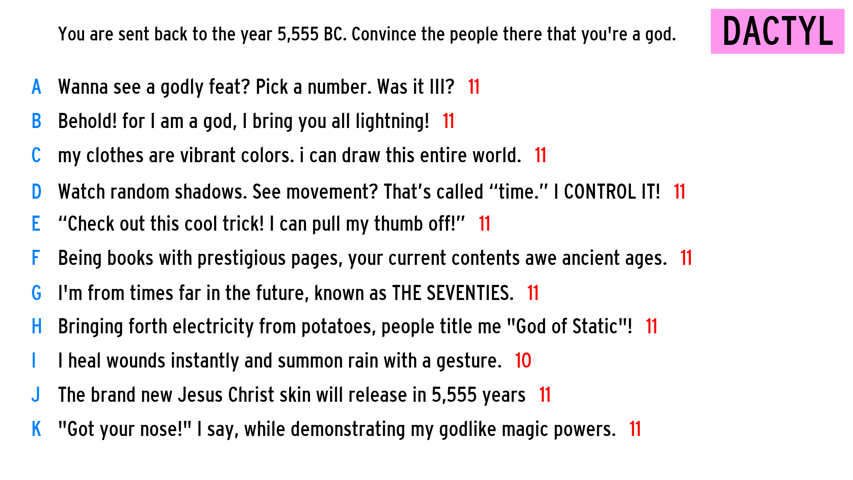 You are sent back to the year 5,555 BC. Convince the people there that you're a god.
DACTYL
A Wanna see a godly feat? Pick a number. Was it III? 11
B Behold! for I am a god, I bring you all lightning! 11
C my clothes are vibrant colors. i can draw this entire world. 11
D Watch random shadows. See movement? That’s called “time.” I CONTROL IT! 11
E “Check out this cool trick! I can pull my thumb off!” 11
F Being books with prestigious pages, your current contents awe ancient ages. 11
G I'm from times far in the future, known as THE SEVENTIES. 11
H Bringing forth electricity from potatoes, people title me "God of Static"! 11
I I heal wounds instantly and summon rain with a gesture. 10
J The brand new Jesus Christ skin will release in 5,555 years 11
K "Got your nose!" I say, while demonstrating my godlike magic powers. 11